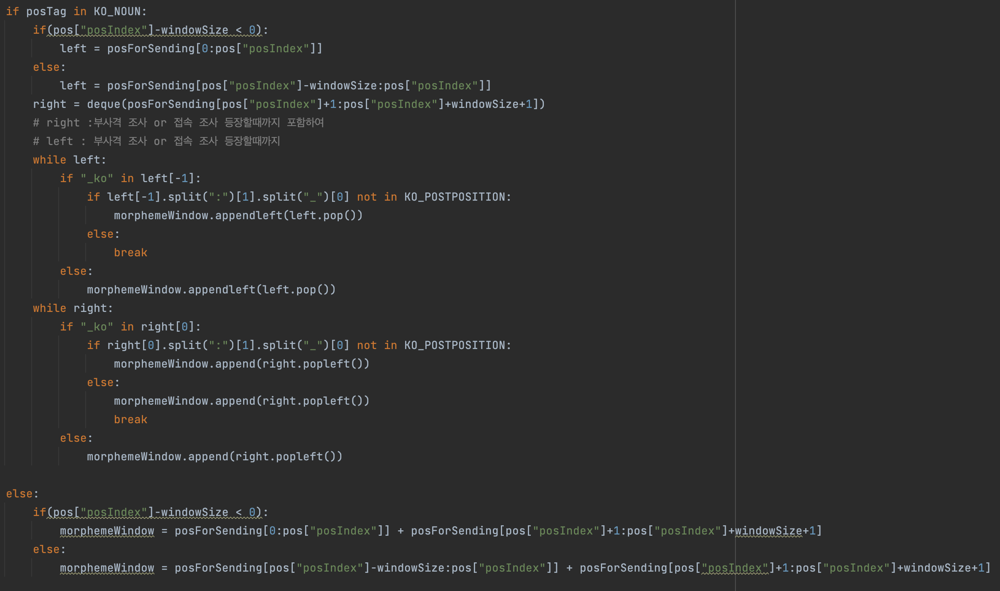 if posTag in KO_NOUN:
    if(pos["posIndex"]-windowSize < 0):
        left = posForSending[0:pos["posIndex"]]
    else:
        left = posForSending[pos["posIndex"]-windowSize:pos["posIndex"]]
    right = deque(posForSending[pos["posIndex"]+1:pos["posIndex"]+windowSize+1])
    # right :부사격 조사 or 접속 조사 등장할때까지 포함하여
    # left : 부사격 조사 or 접속 조사 등장할때까지
    while left:
        if "_ko" in left[-1]:
            if left[-1].split(":")[1].split("_")[0] not in KO_POSTPOSITION:
                morphemeWindow.appendleft(left.pop())
            else:
                break
        else:
            morphemeWindow.appendleft(left.pop())
    while right:
        if "_ko" in right[0]:
            if right[0].split(":")[1].split("_")[0] not in KO_POSTPOSITION:
                morphemeWindow.append(right.popleft())
            else:
                morphemeWindow.append(right.popleft())
                break
        else:
            morphemeWindow.append(right.popleft())

else:
    if(pos["posIndex"]-windowSize < 0):
        morphemeWindow = posForSending[0:pos["posIndex"]] + posForSending[pos["posIndex"]+1:pos["posIndex"]+windowSize+1]
    else:
        morphemeWindow = posForSending[pos["posIndex"]-windowSize:pos["posIndex"]] + posForSending[pos["posIndex"]+1:pos["posIndex"]+windowSize+1]